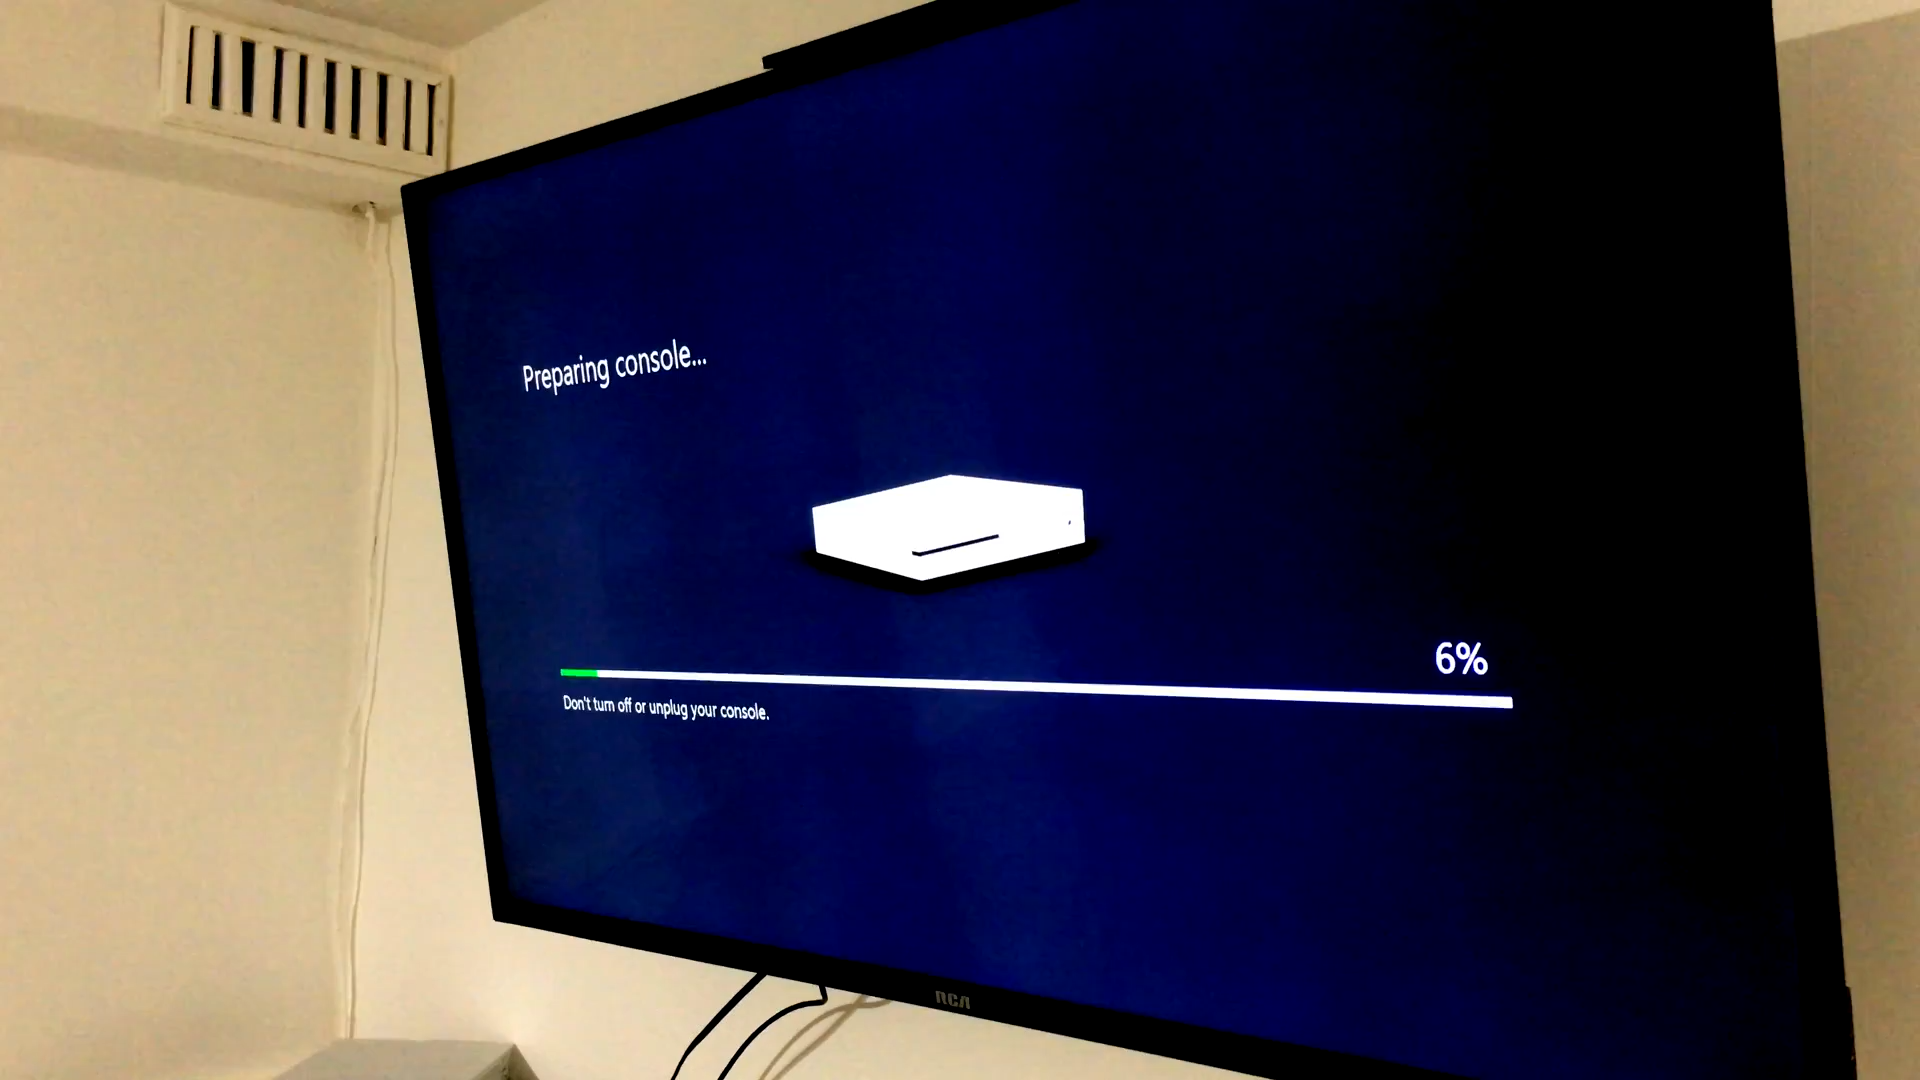 Preparing console...
6%
Don't turn off or unplug your console.
RCA